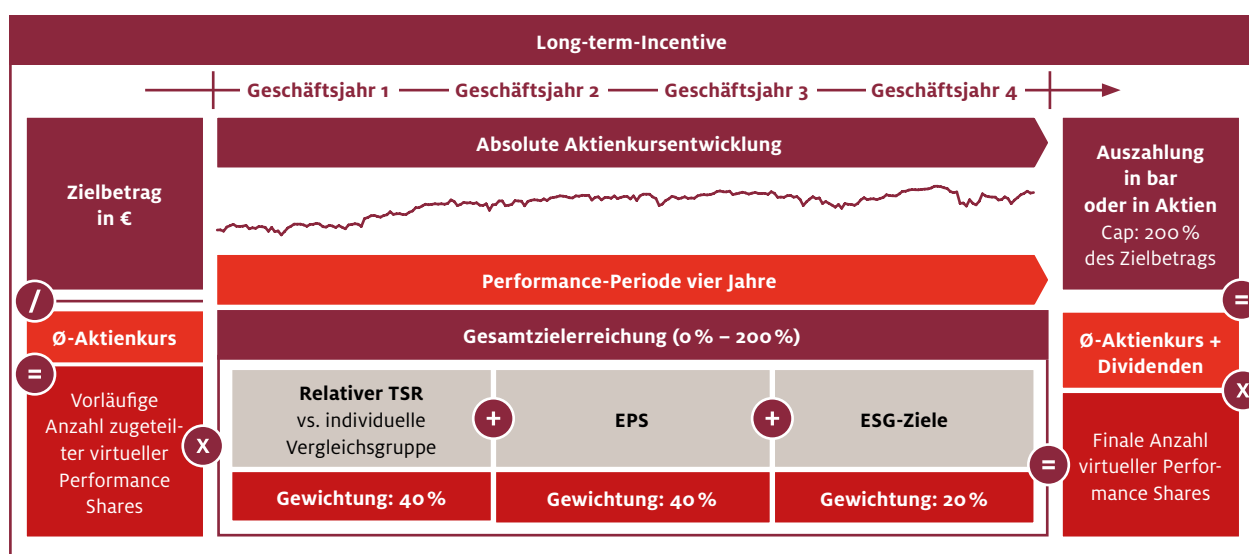 Long-term-Incentive
Geschäftsjahr 1
Geschäftsjahr 2
Geschäftsjahr 3
Geschäftsjahr 4
Zielbetrag
in €
/
Ø-Aktienkurs
=
Vorläufige
Anzahl zugeteil-
ter virtueller
Performance
Shares
X
Absolute Aktienkursentwicklung
Performance-Periode vier Jahre
Gesamtzielerreichung (0 % – 200 %)
Relativer TSR
vs. individuelle
Vergleichsgruppe
+
EPS
+
ESG-Ziele
Gewichtung: 40 %
Gewichtung: 40 %
Gewichtung: 20 %
=
Auszahlung
in bar
oder in Aktien
Cap: 200 %
des Zielbetrags
=
Ø-Aktienkurs +
Dividenden
X
Finale Anzahl
virtueller Perfor-
mance Shares